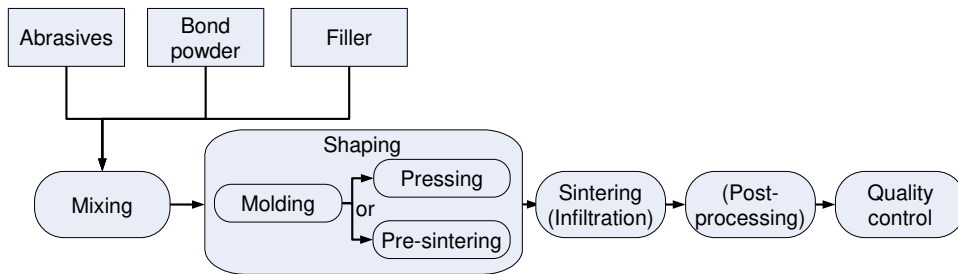 Abrasives
Bond
powder
Filler
Mixing
Shaping
Molding
or
Pressing
Pre-sintering
Sintering
(Infiltration)
(Post-
processing)
Quality
control